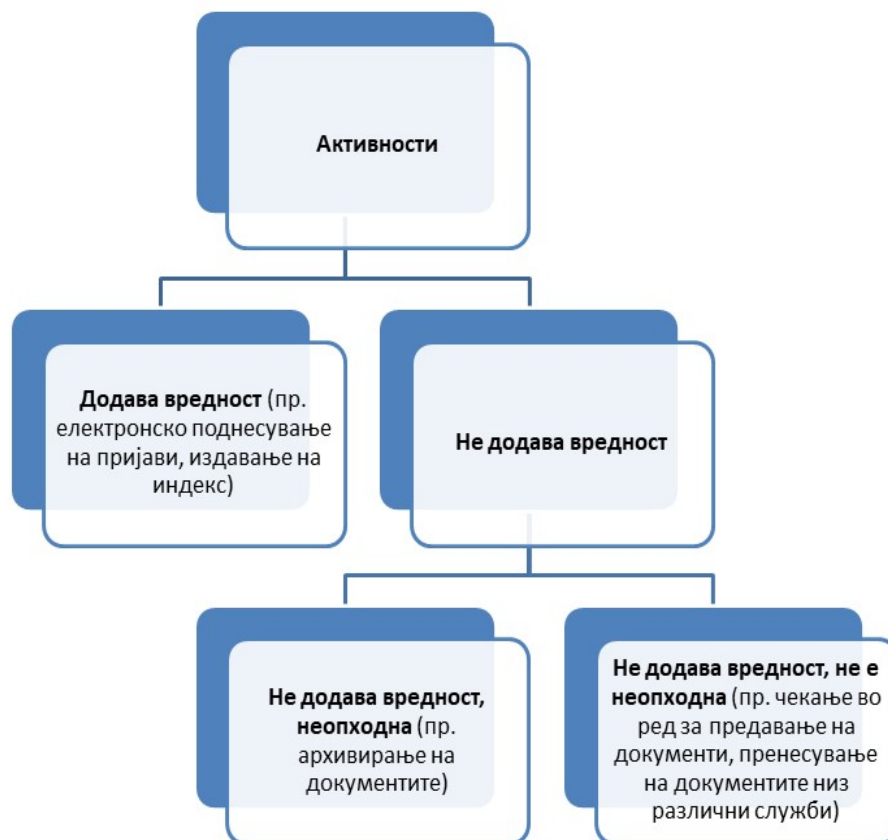 Активности
Додава вредност (пр.
електронско поднесување
на пријави, издавање на
индекс)
Не додава вредност
Не додава вредност,
неопходна (пр.
архивирање на
документите)
Не додава вредност, не е
неопходна (пр. чекање во
ред за предавање на
документи, пренесување
на документите низ
различни служби)